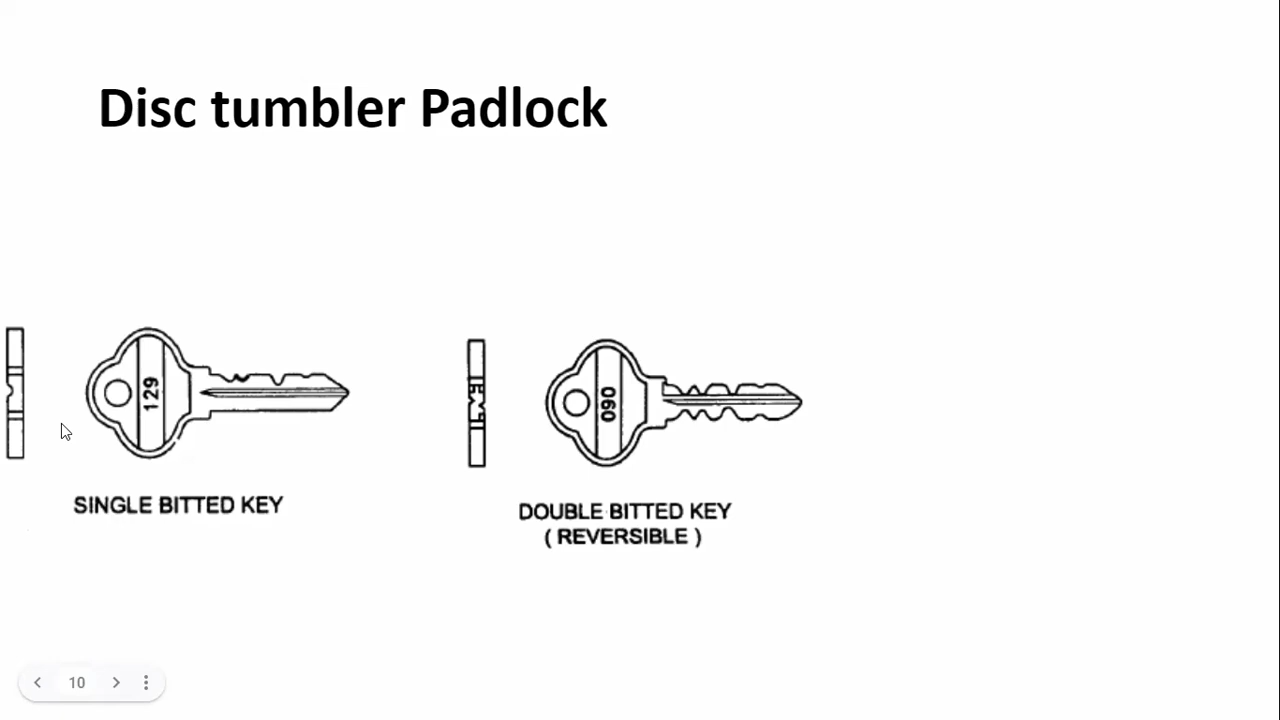 Disc tumbler Padlock
129
090
SINGLE BITTED KEY
DOUBLE BITTED KEY
( REVERSIBLE )
10